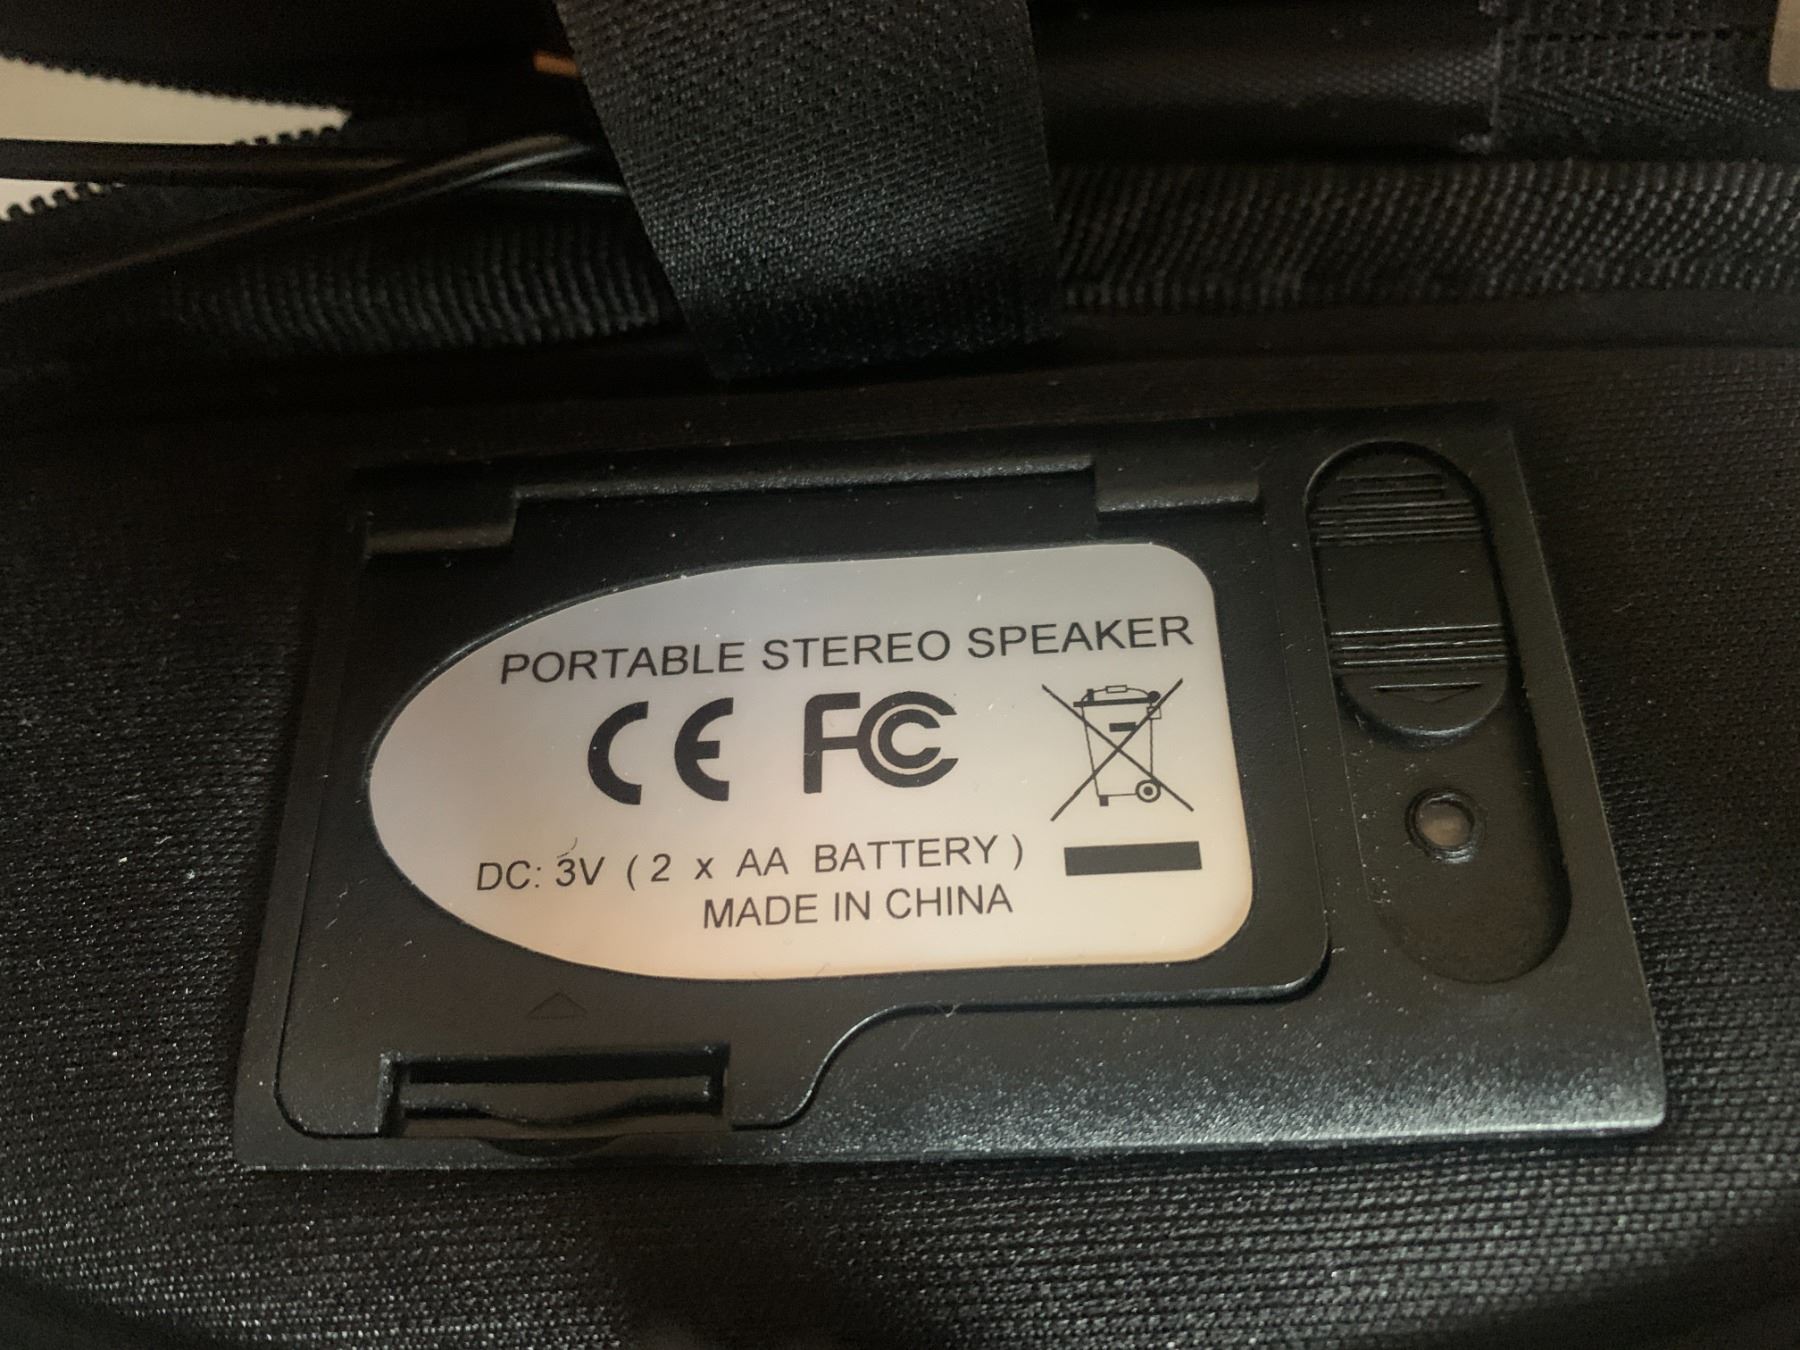 PORTABLE STEREO SPEAKER
CE FC
DC: 3V ( 2 x AA BATTERY )
MADE IN CHINA